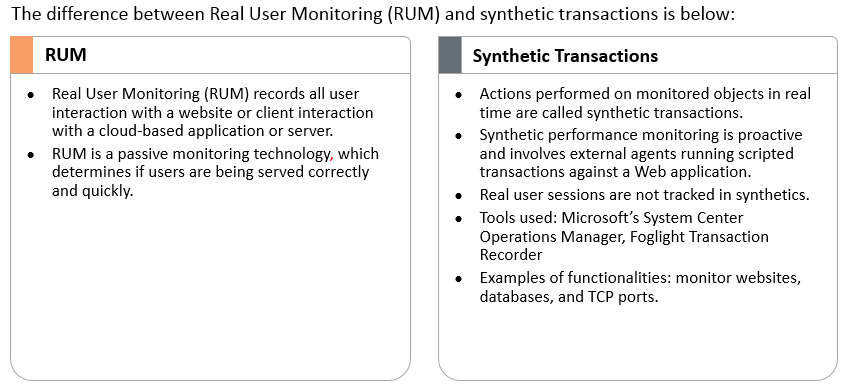 The difference between Real User Monitoring (RUM) and synthetic transactions is below:
RUM
• Real User Monitoring (RUM) records all user
interaction with a website or client interaction
with a cloud-based application or server.
• RUM is a passive monitoring technology, which
determines if users are being served correctly
and quickly.
Synthetic Transactions
• Actions performed on monitored objects in real
time are called synthetic transactions.
• Synthetic performance monitoring is proactive
and involves external agents running scripted
transactions against a Web application.
• Real user sessions are not tracked in synthetics.
• Tools used: Microsoft’s System Center
Operations Manager, Foglight Transaction
Recorder
• Examples of functionalities: monitor websites,
databases, and TCP ports.